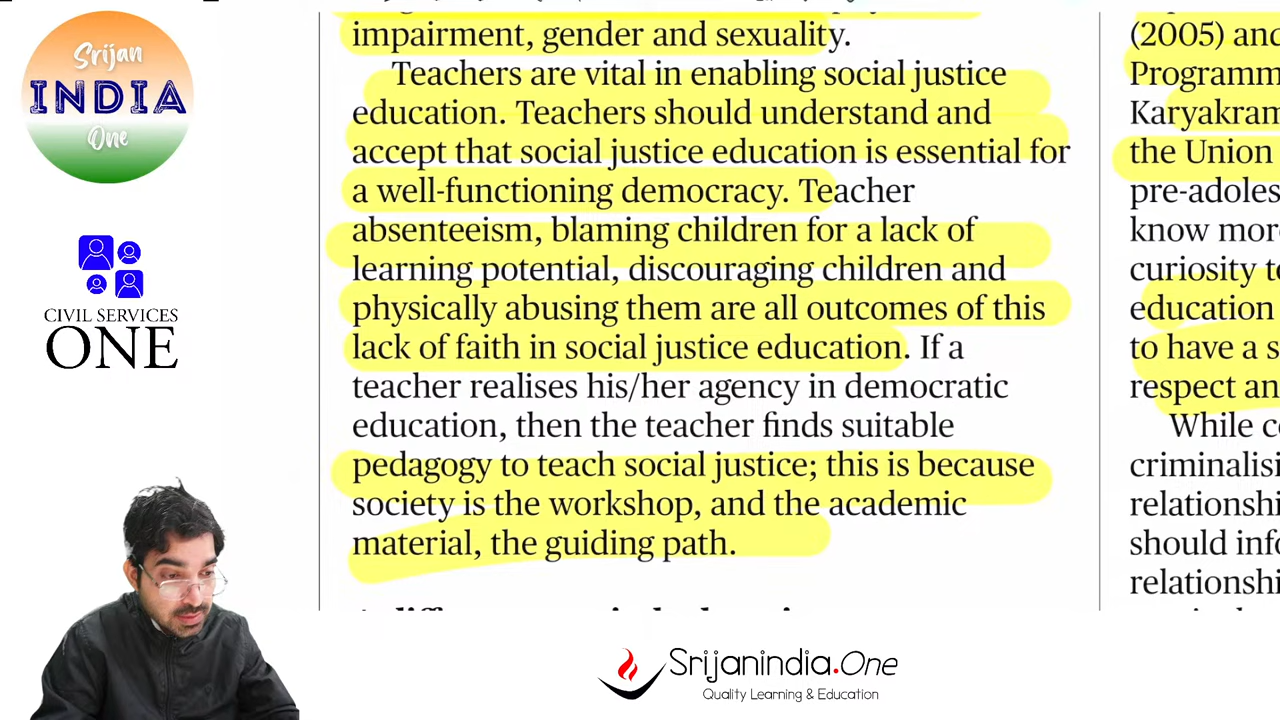 Srijan
INDIA
One
CIVIL SERVICES
ONE
impairment, gender and sexuality.
Teachers are vital in enabling social justice
education. Teachers should understand and
accept that social justice education is essential for
a well-functioning democracy. Teacher
absenteeism, blaming children for a lack of
learning potential, discouraging children and
physically abusing them are all outcomes of this
lack of faith in social justice education. If a
teacher realises his/her agency in democratic
education, then the teacher finds suitable
pedagogy to teach social justice; this is because
society is the workshop, and the academic
material, the guiding path.
(2005) and
Programm
Karyakran
the Union
pre-adoles
know more
curiosity to
education
to have a s
respect an
While co
criminalisi
relationshi
should info
relationshi
Srijanindia.One
Quality Learning & Education